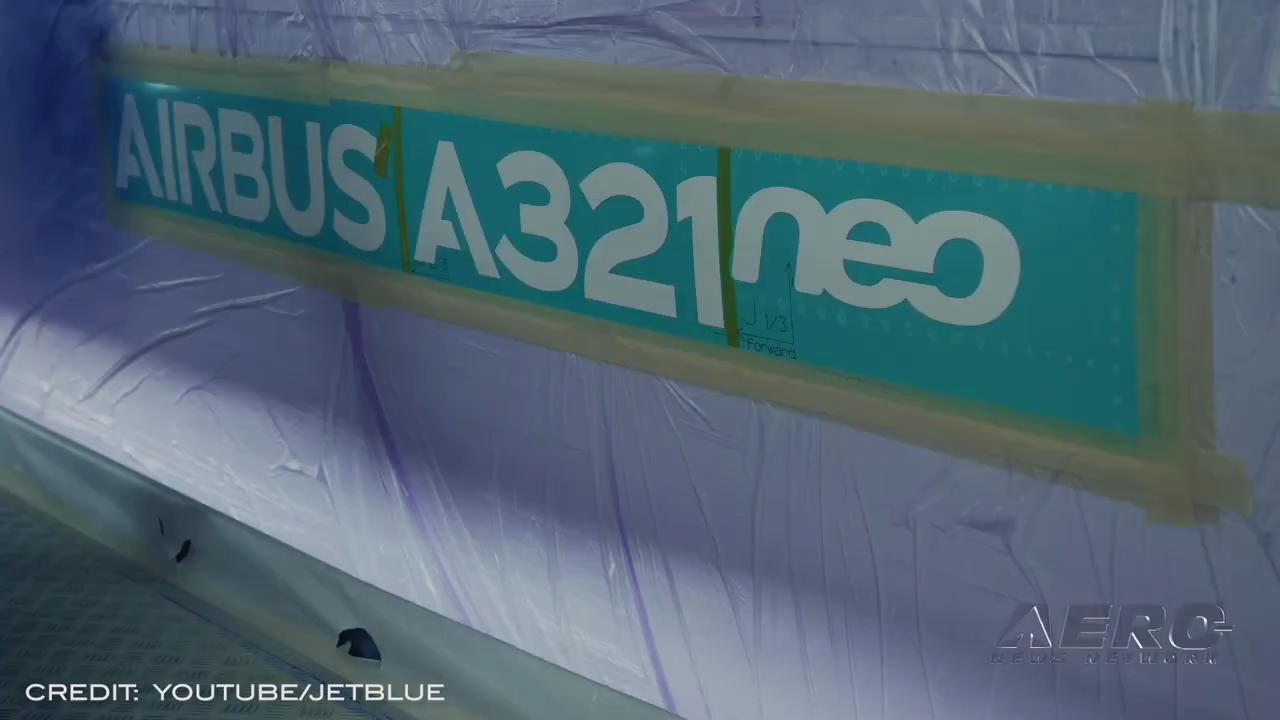 AIRBUS A321neo
J 1/3
Forward
AERO
NEWS NETWORK
CREDIT: YOUTUBE/JETBLUE